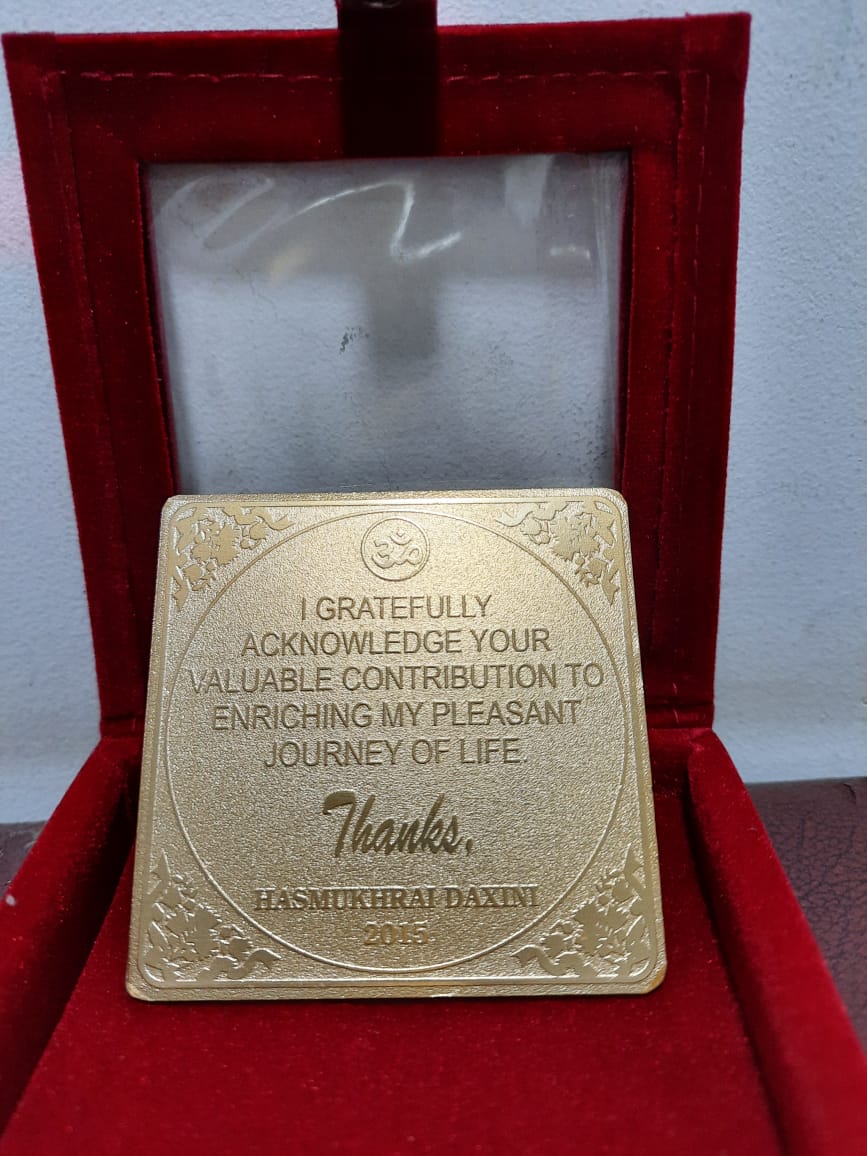 ॐ
I GRATEFULLY
ACKNOWLEDGE YOUR
VALUABLE CONTRIBUTION TO
ENRICHING MY PLEASANT
JOURNEY OF LIFE.
Thanks,
HASMUKHRAI DAXINI
2015